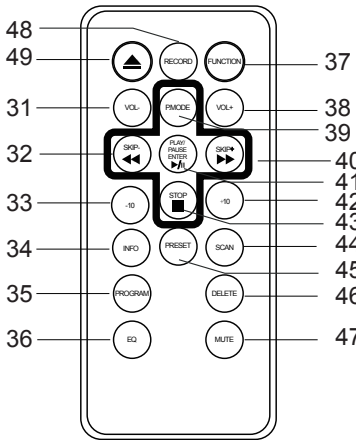 48
49
RECORD
FUNCTION
37
31
VOL-
P.MODE
VOL+
38
39
32
SKIP-
PLAY/
PAUSE
ENTER
SKIP+
40
41
33
-10
STOP
+10
42
43
34
INFO
PRESET
SCAN
44
45
35
PROGRAM
DELETE
46
36
EQ
MUTE
47